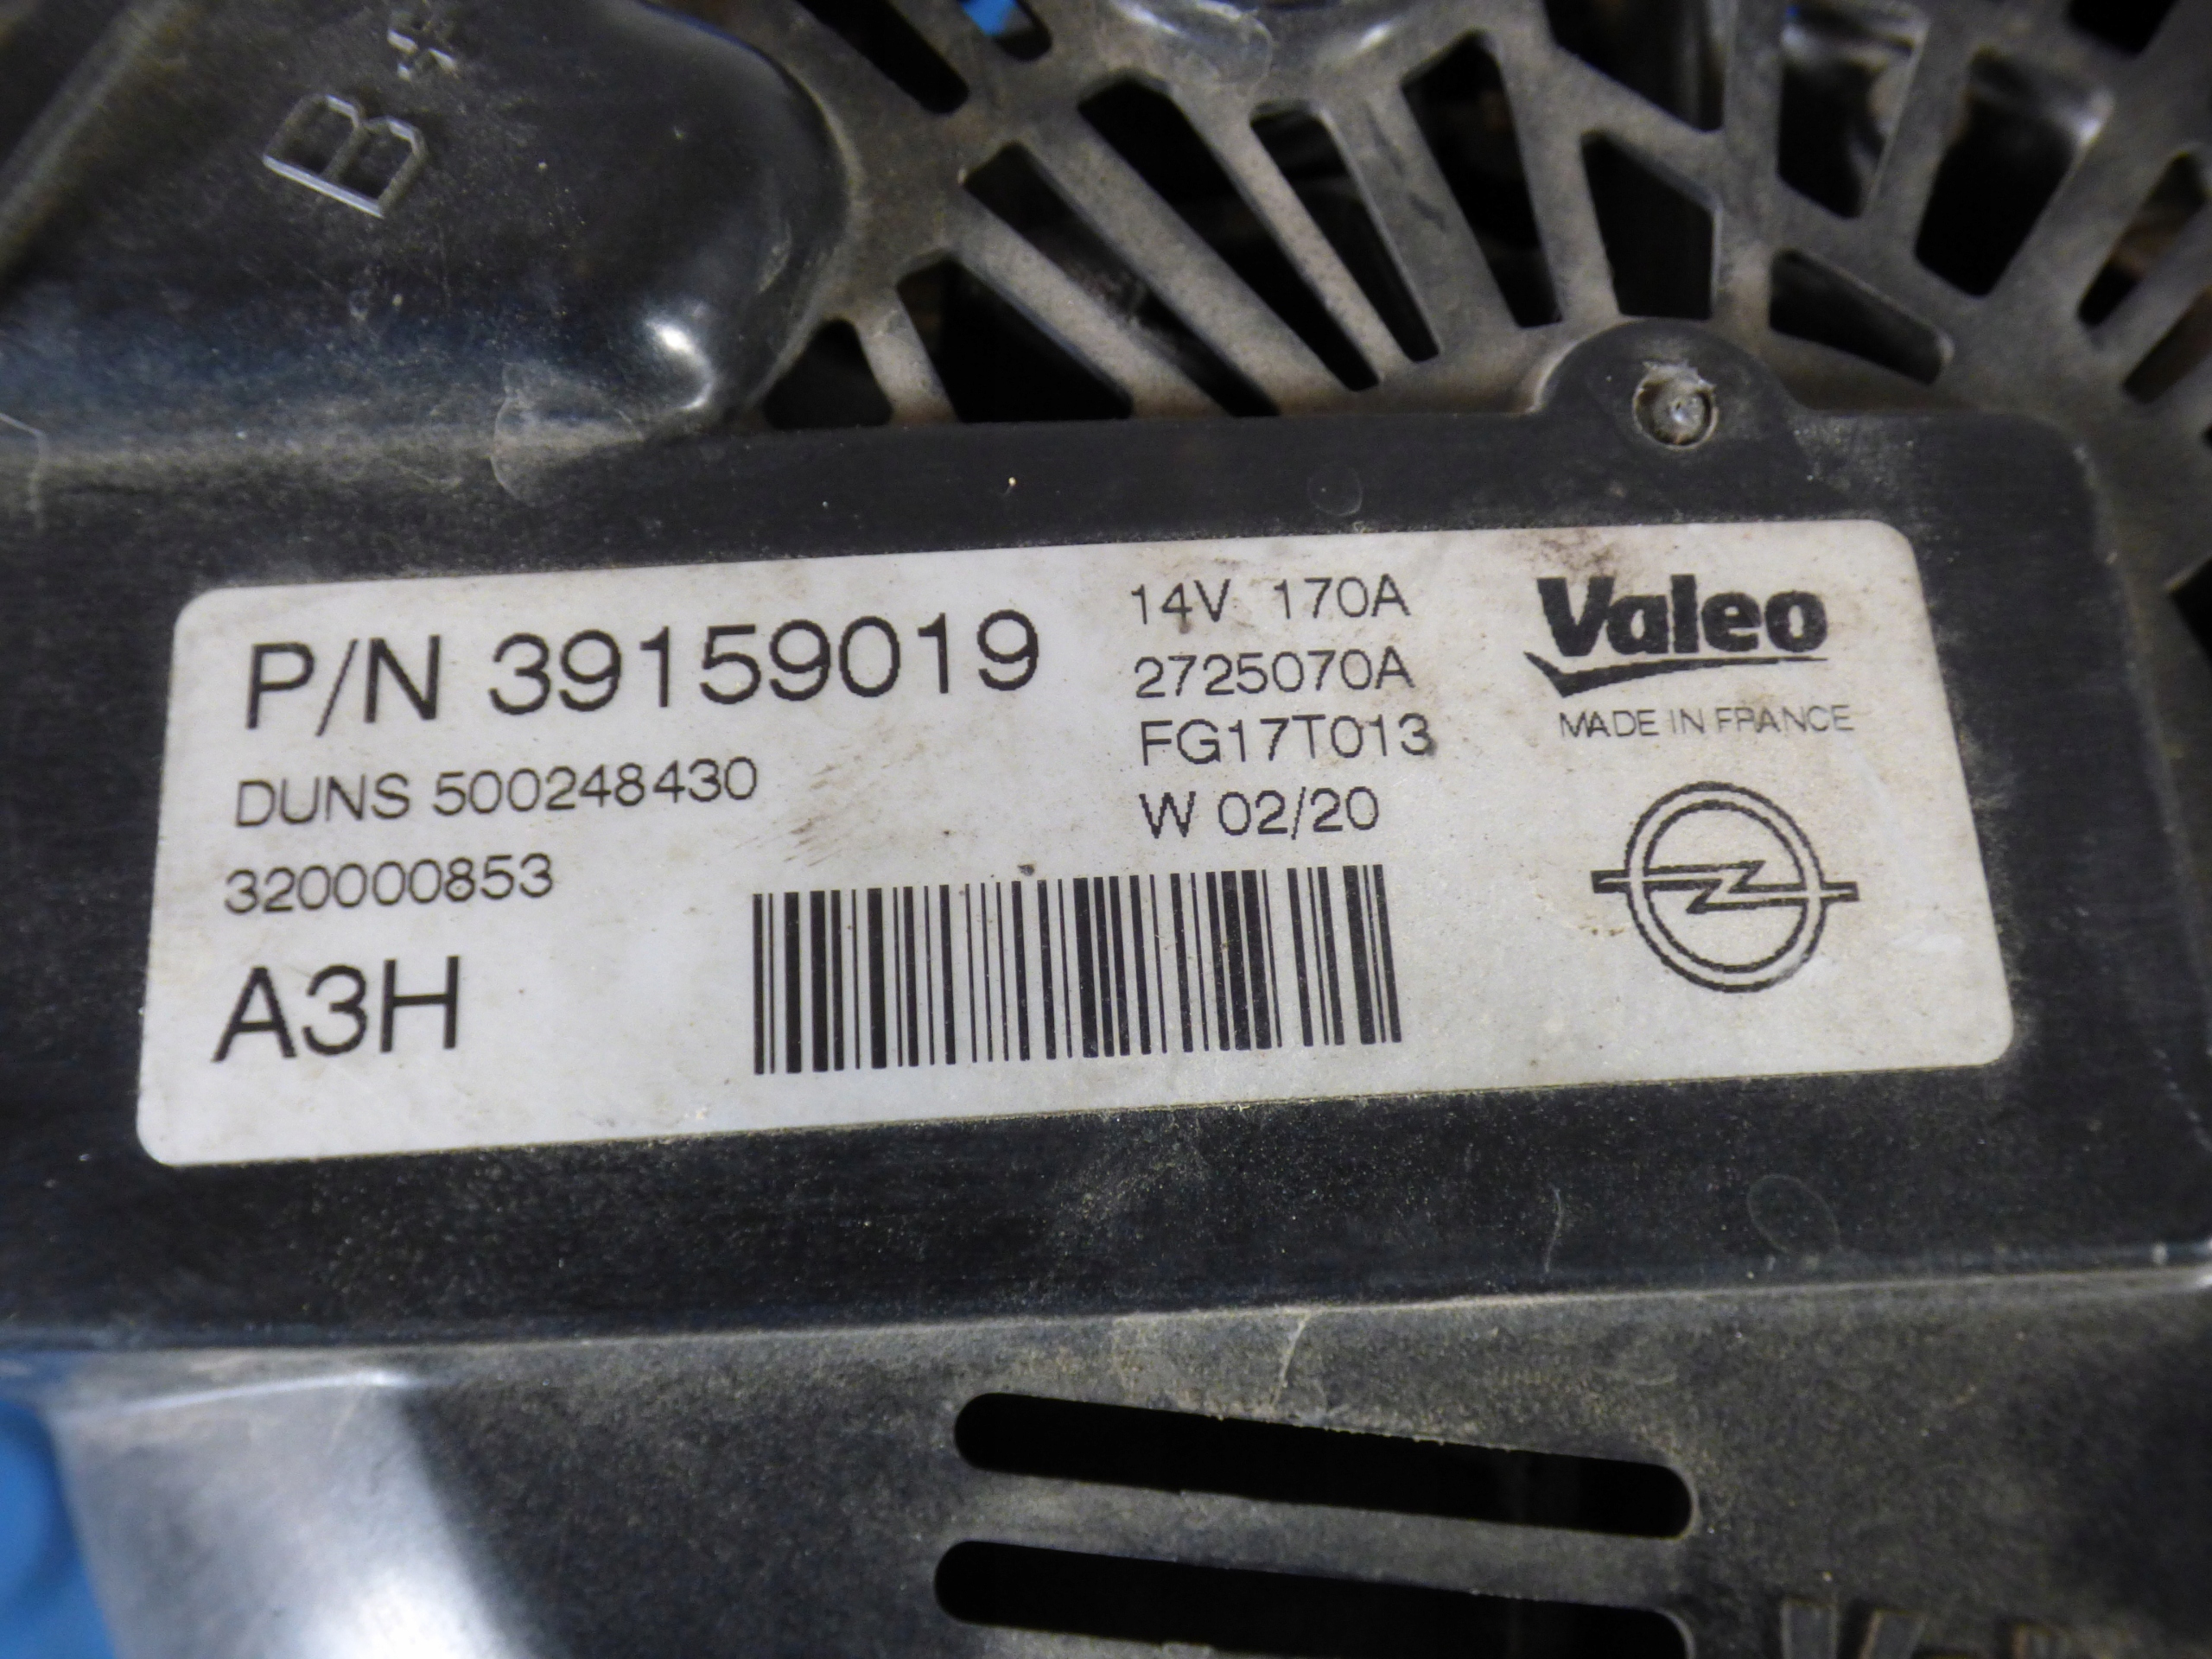 B+
P/N 39159019
DUNS 500248430
320000853
A3H
14V 170A
2725070A
FG17T013
W 02/20
Valeo
MADE IN FRANCE